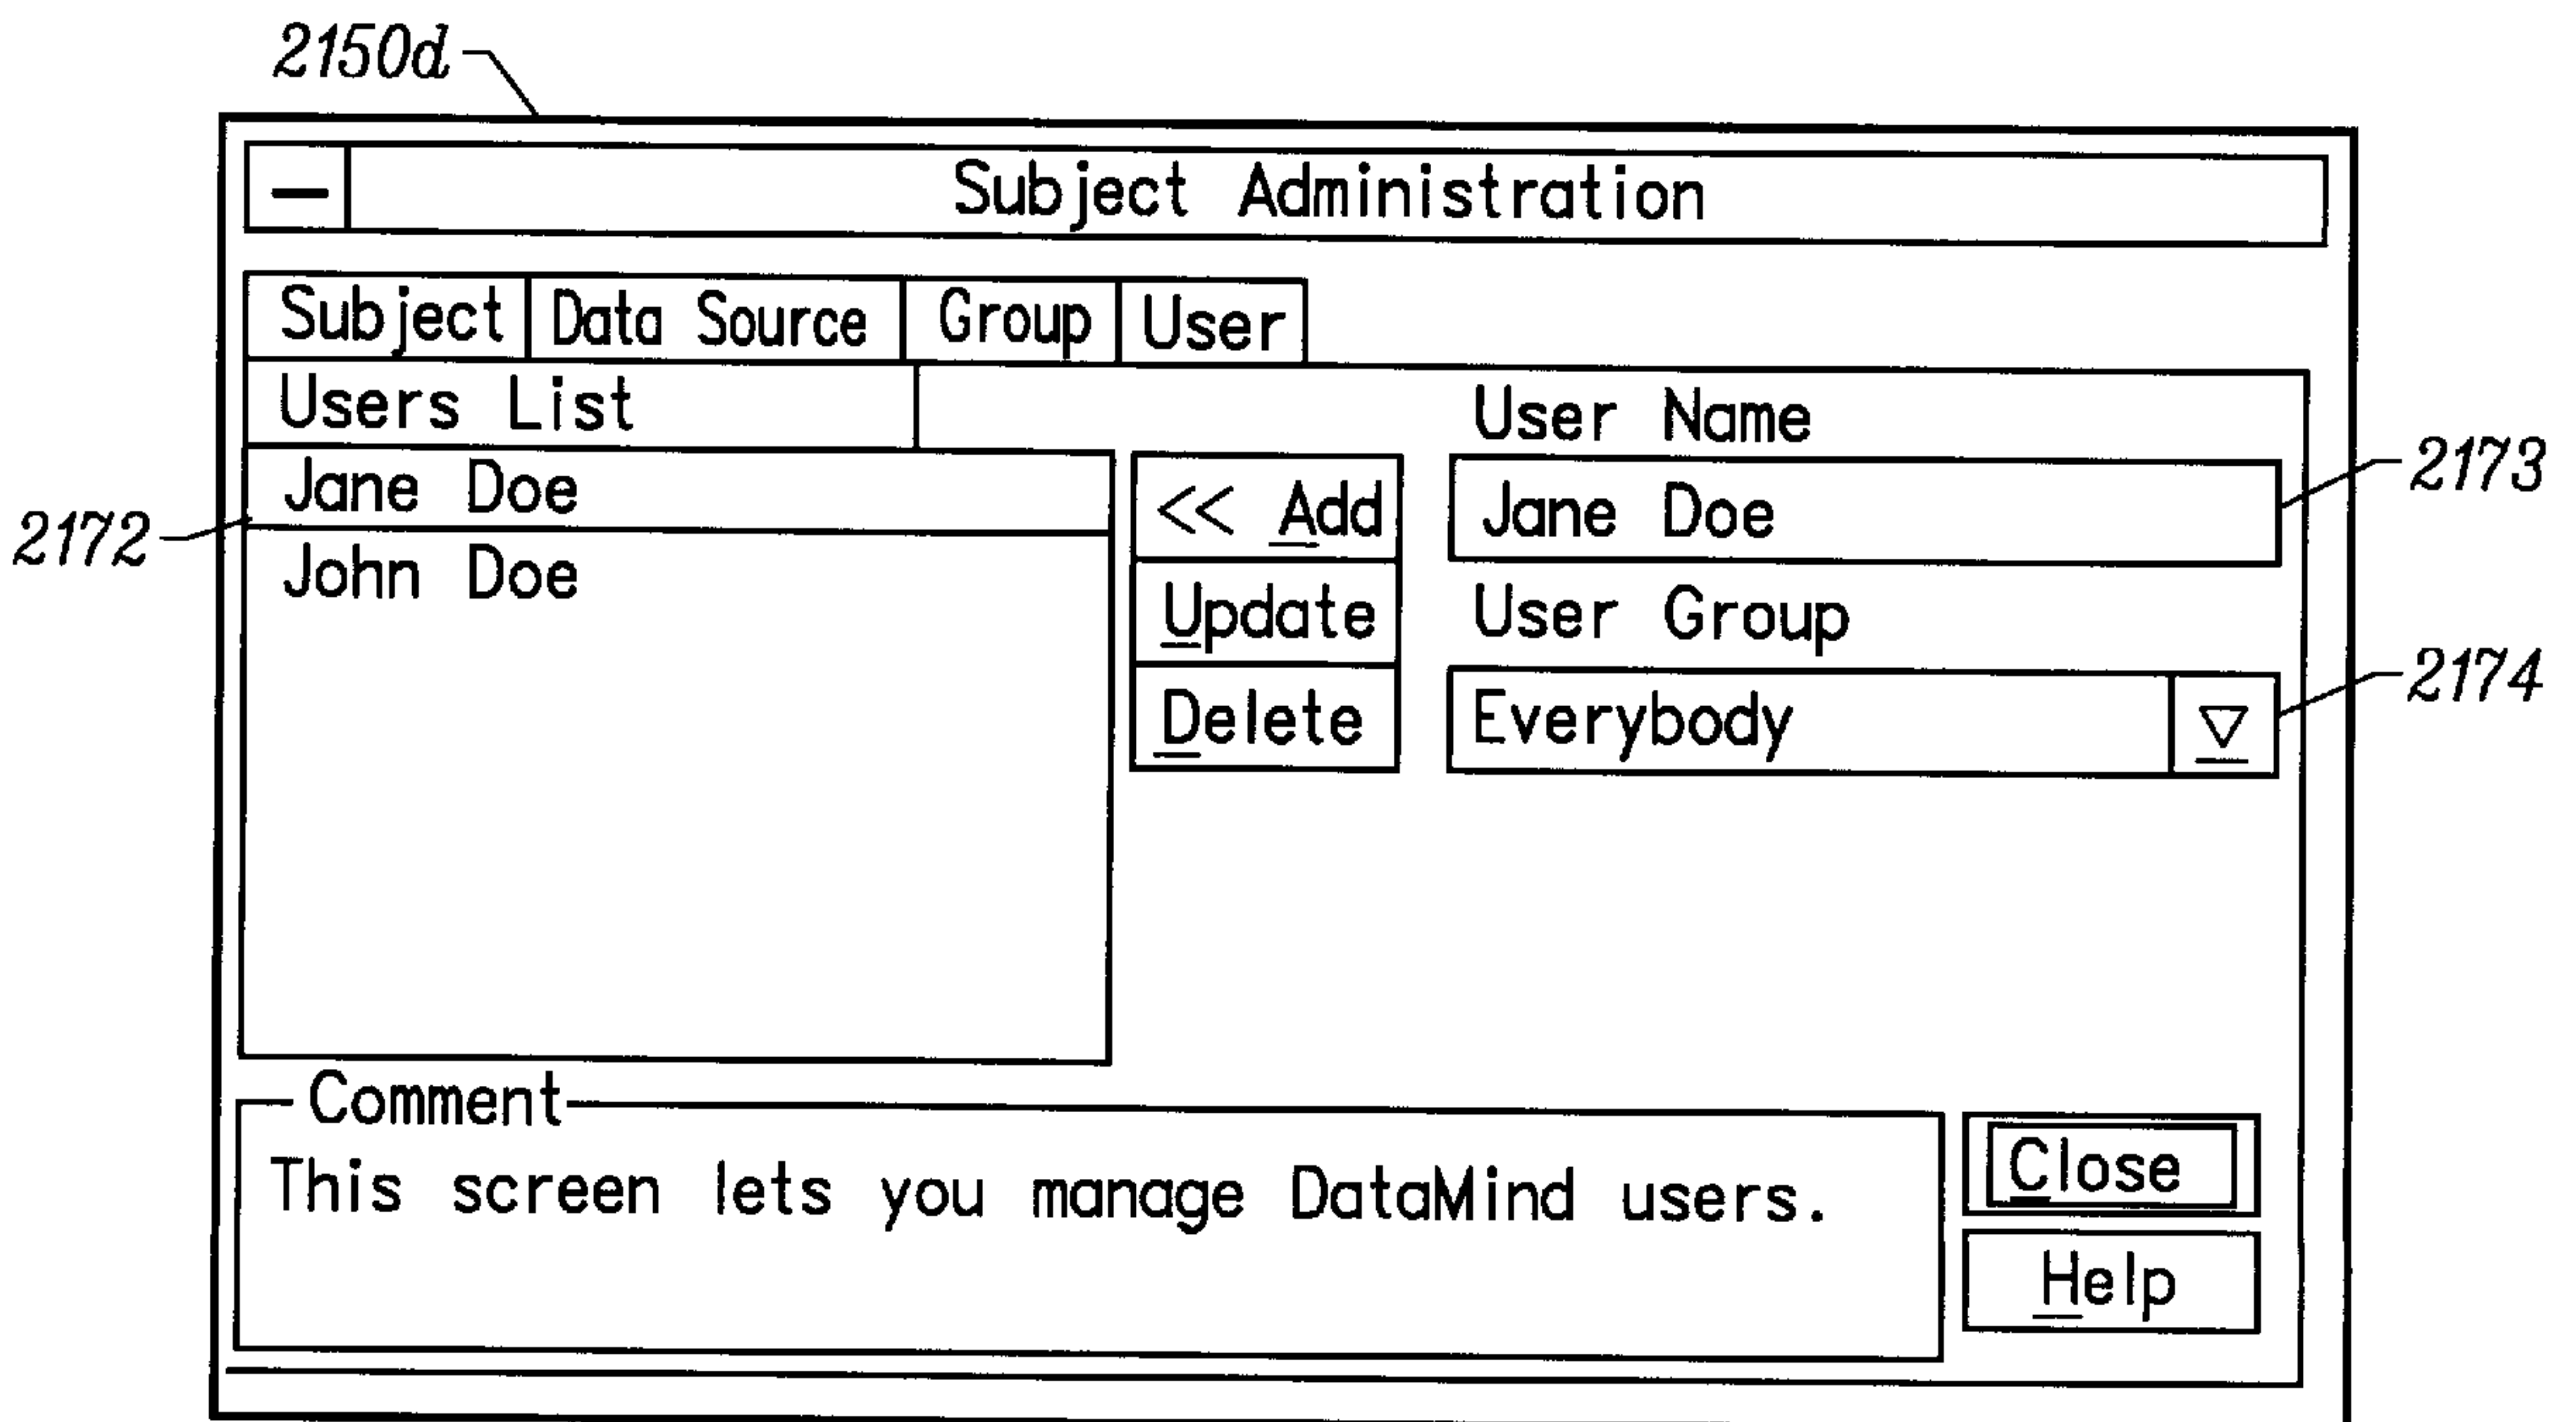 2150d
Subject Administration
Subject Data Source Group User
Users List
User Name
Jane Doe
<< Add
Jane Doe
2173
2172
John Doe
Update
User Group
Delete
Everybody
2174
Comment
This screen lets you manage DataMind users.
Close
Help